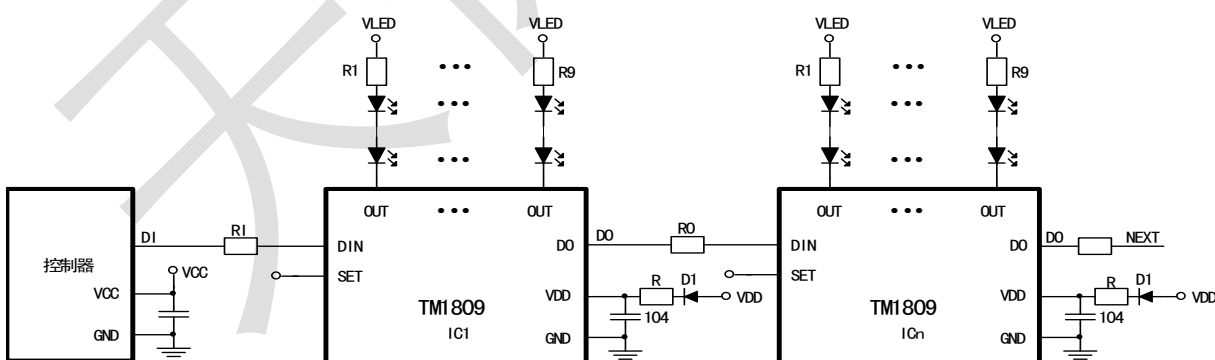 VLED VLED VLED VLED
R1 ••• R9 R1 ••• R9
••• •••
••• •••
OUT ••• OUT OUT ••• OUT
DI RI DIN DO DO RO DIN DO DO NEXT
控制器 VCC SET R D1 SET R D1
VCC VDD VDD VDD VDD
TM1809 104 TM1809 104
GND IC1 GND ICn GND